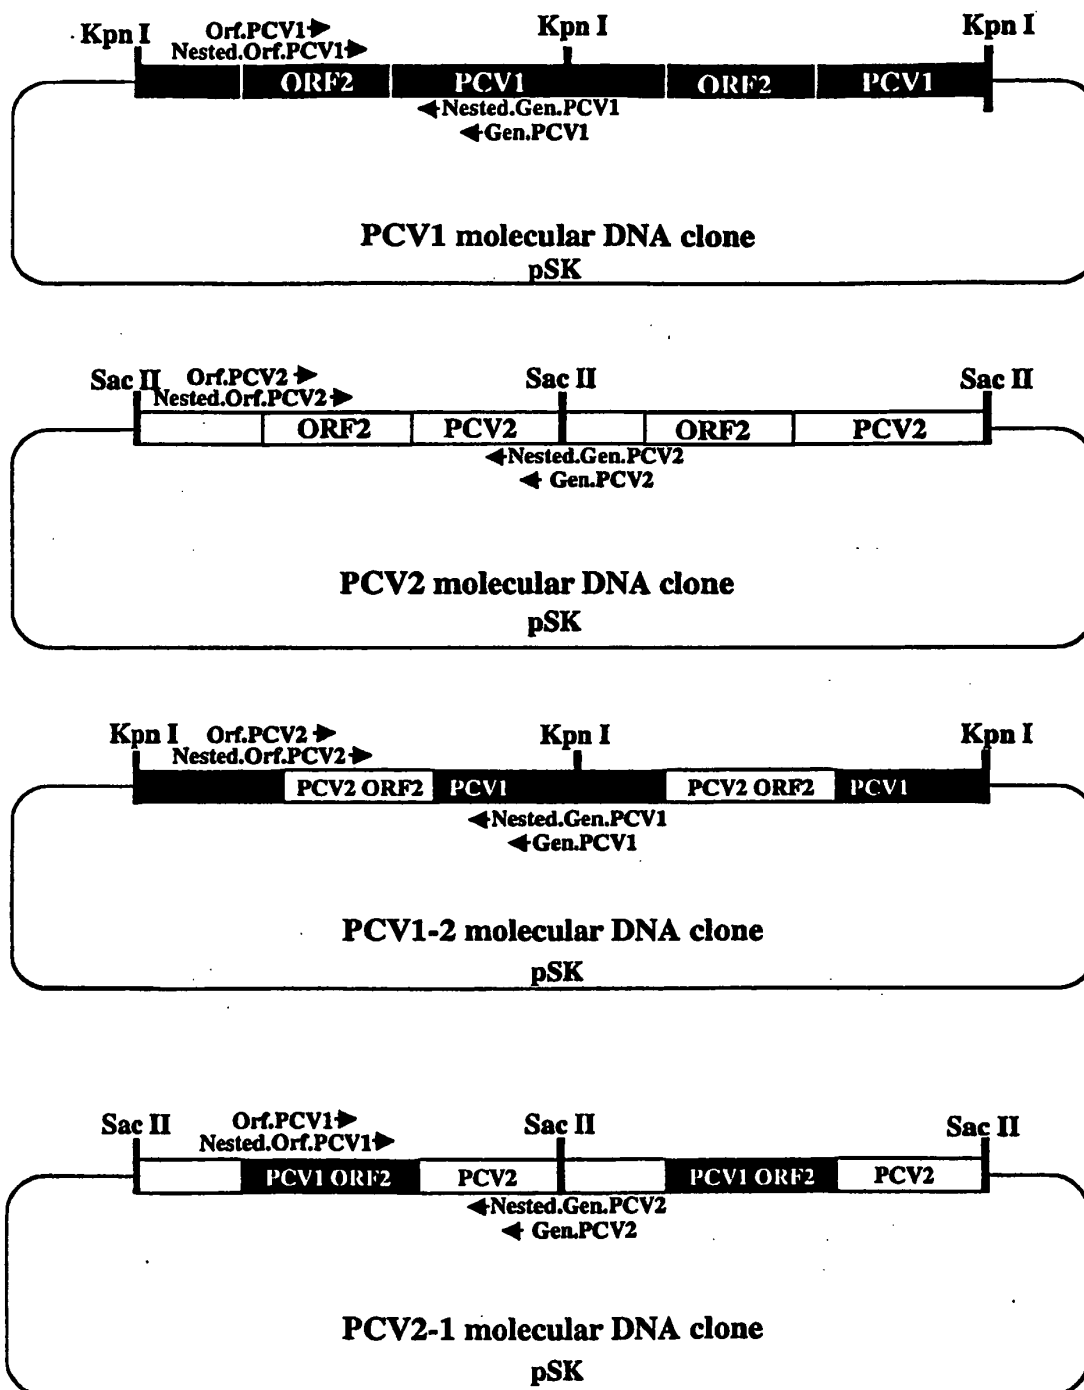 Kpn I Orf.PCV1 Kpn I Kpn I
Nested.Orf.PCV1
ORF2 PCV1 ORF2 PCV1
Nested.Gen.PCV1
Gen.PCV1
PCV1 molecular DNA clone
pSK
Sac II Orf.PCV2 Sac II Sac II
Nested.Orf.PCV2
ORF2 PCV2 ORF2 PCV2
Nested.Gen.PCV2
Gen.PCV2
PCV2 molecular DNA clone
pSK
Kpn I Orf.PCV2 Kpn I Kpn I
Nested.Orf.PCV2
PCV2 ORF2 PCV1 PCV2 ORF2 PCV1
Nested.Gen.PCV1
Gen.PCV1
PCV1-2 molecular DNA clone
pSK
Sac II Orf.PCV1 Sac II Sac II
Nested.Orf.PCV1
PCV1 ORF2 PCV2 PCV1 ORF2 PCV2
Nested.Gen.PCV2
Gen.PCV2
PCV2-1 molecular DNA clone
pSK